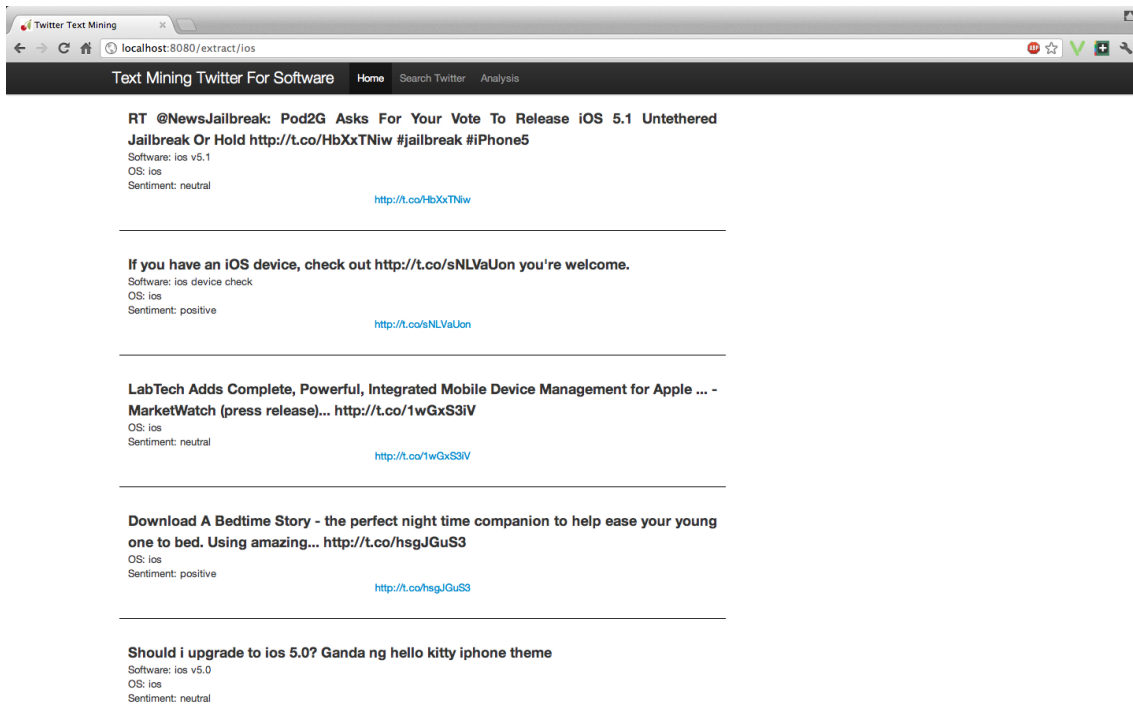 Twitter Text Mining
localhost:8080/extract/ios
Text Mining Twitter For Software Home Search Twitter Analysis
RT @NewsJailbreak: Pod2G Asks For Your Vote To Release iOS 5.1 Untethered
Jailbreak Or Hold http://t.co/HbXxTNiw #jailbreak #iPhone5
Software: ios v5.1
OS: ios
Sentiment: neutral
http://t.co/HbXxTNiw
If you have an iOS device, check out http://t.co/sNLVaUon you're welcome.
Software: ios device check
OS: ios
Sentiment: positive
http://t.co/sNLVaUon
LabTech Adds Complete, Powerful, Integrated Mobile Device Management for Apple ... -
MarketWatch (press release)... http://t.co/1wGxS3iV
OS: ios
Sentiment: neutral
http://t.co/1wGxS3iV
Download A Bedtime Story - the perfect night time companion to help ease your young
one to bed. Using amazing... http://t.co/hsgJGuS3
OS: ios
Sentiment: positive
http://t.co/hsgJGuS3
Should i upgrade to ios 5.0? Ganda ng hello kitty iphone theme
Software: ios v5.0
OS: ios
Sentiment: neutral